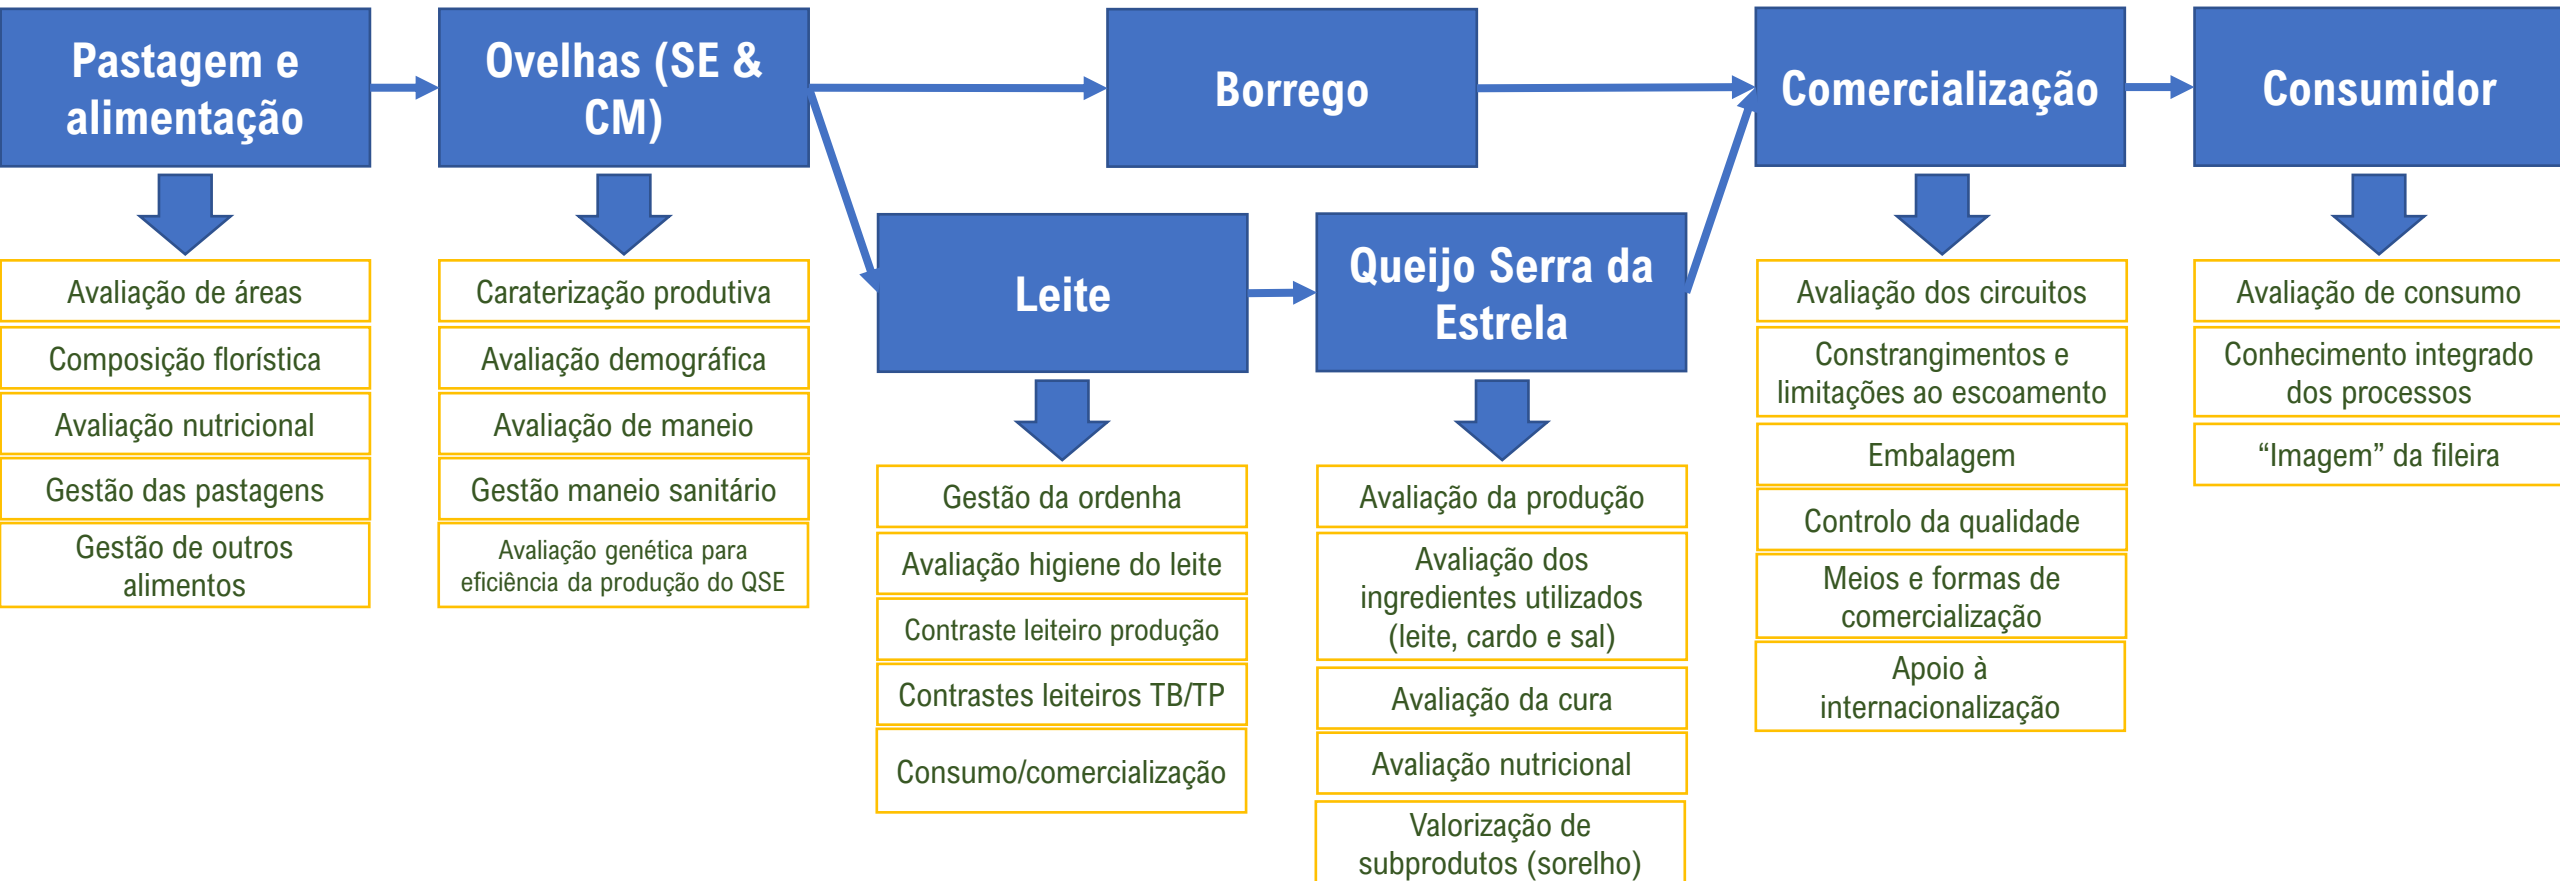 Pastagem e
alimentação
Ovelhas (SE &
CM)
Borrego
Comercialização
Consumidor
Leite
Queijo Serra da
Estrela
Avaliação de áreas
Composição florística
Avaliação nutricional
Gestão das pastagens
Gestão de outros
alimentos
Caraterização produtiva
Avaliação demográfica
Avaliação de maneio
Gestão maneio sanitário
Avaliação genética para
eficiência da produção do QSE
Gestão da ordenha
Avaliação higiene do leite
Contraste leiteiro produção
Contrastes leiteiros TB/TP
Consumo/comercialização
Avaliação da produção
Avaliação dos
ingredientes utilizados
(leite, cardo e sal)
Avaliação da cura
Avaliação nutricional
Valorização de
subprodutos (sorelho)
Avaliação dos circuitos
Constrangimentos e
limitações ao escoamento
Embalagem
Controlo da qualidade
Meios e formas de
comercialização
Apoio à
internacionalização
Avaliação de consumo
Conhecimento integrado
dos processos
“Imagem” da fileira